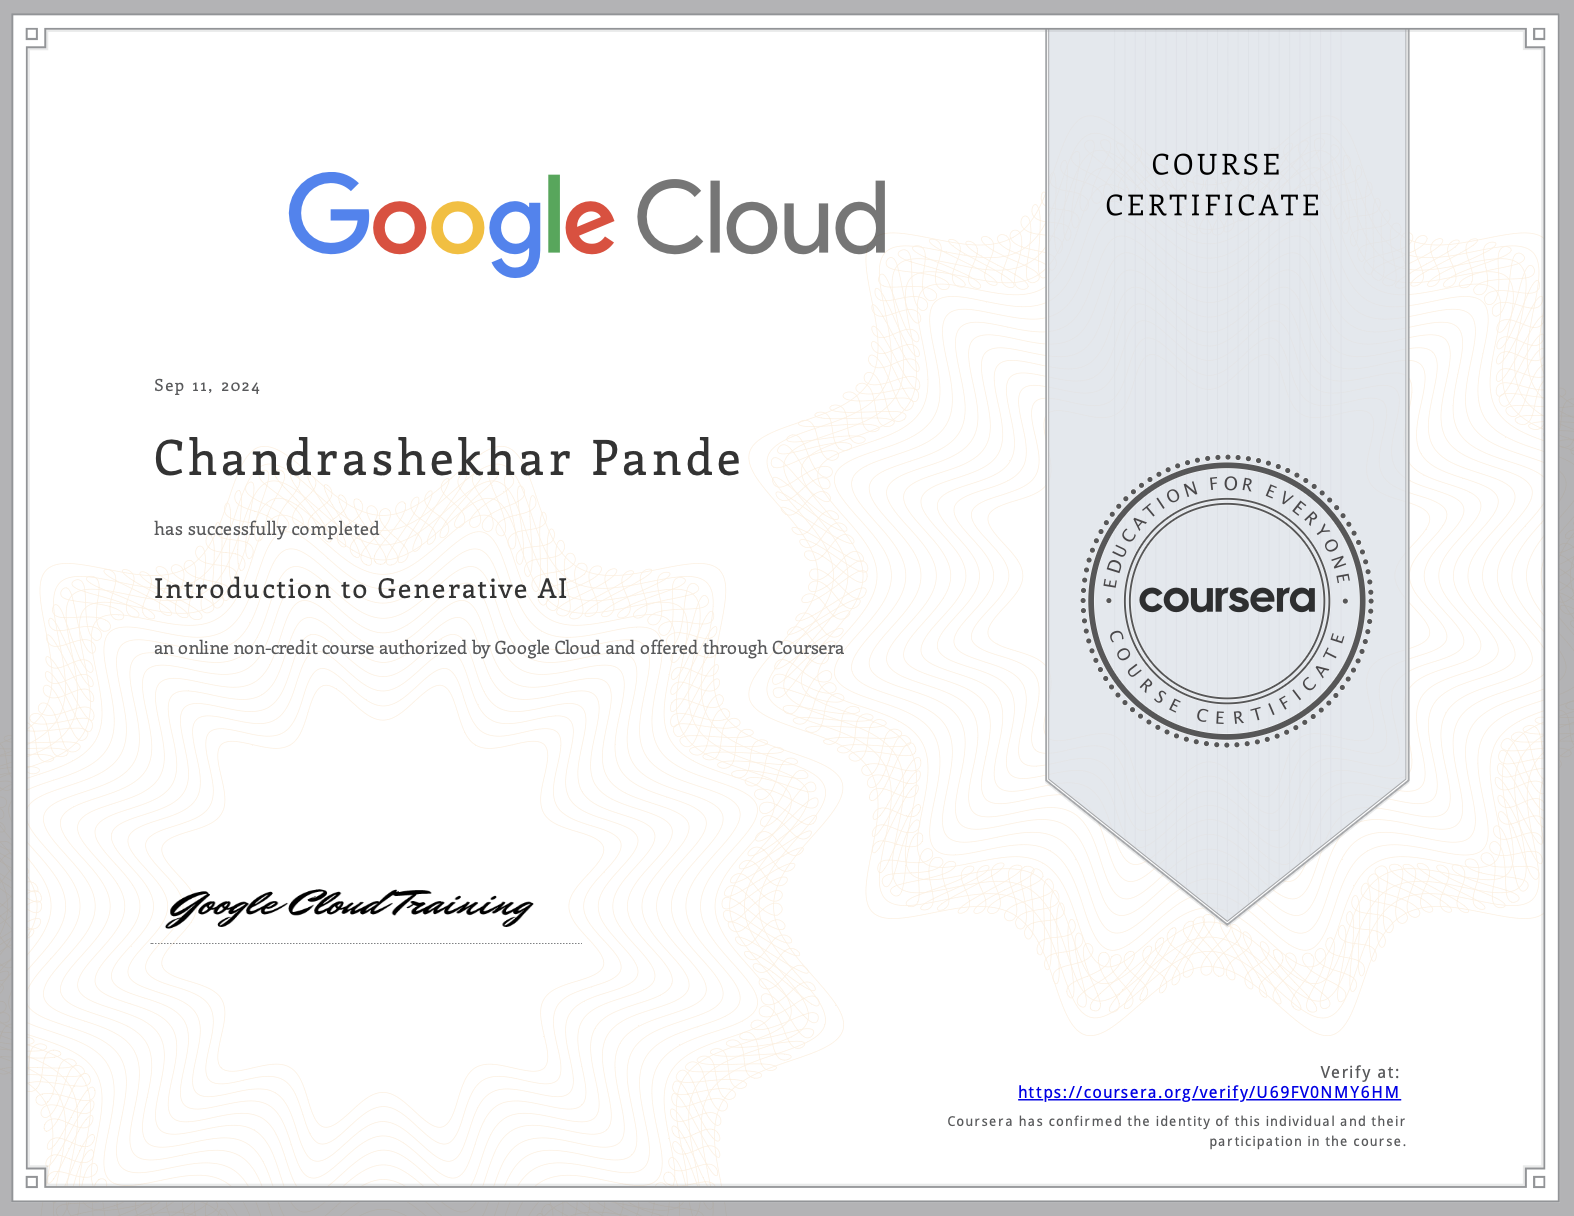 Google Cloud
COURSE
CERTIFICATE
Sep 11, 2024
Chandrashekhar Pande
has successfully completed
Introduction to Generative AI
an online non-credit course authorized by Google Cloud and offered through Coursera
• EDUCATION FOR EVERYONE •
coursera
COURSE CERTIFICATE
Google Cloud Training
Verify at:
https://coursera.org/verify/U69FV0NMY6HM
Coursera has confirmed the identity of this individual and their
participation in the course.